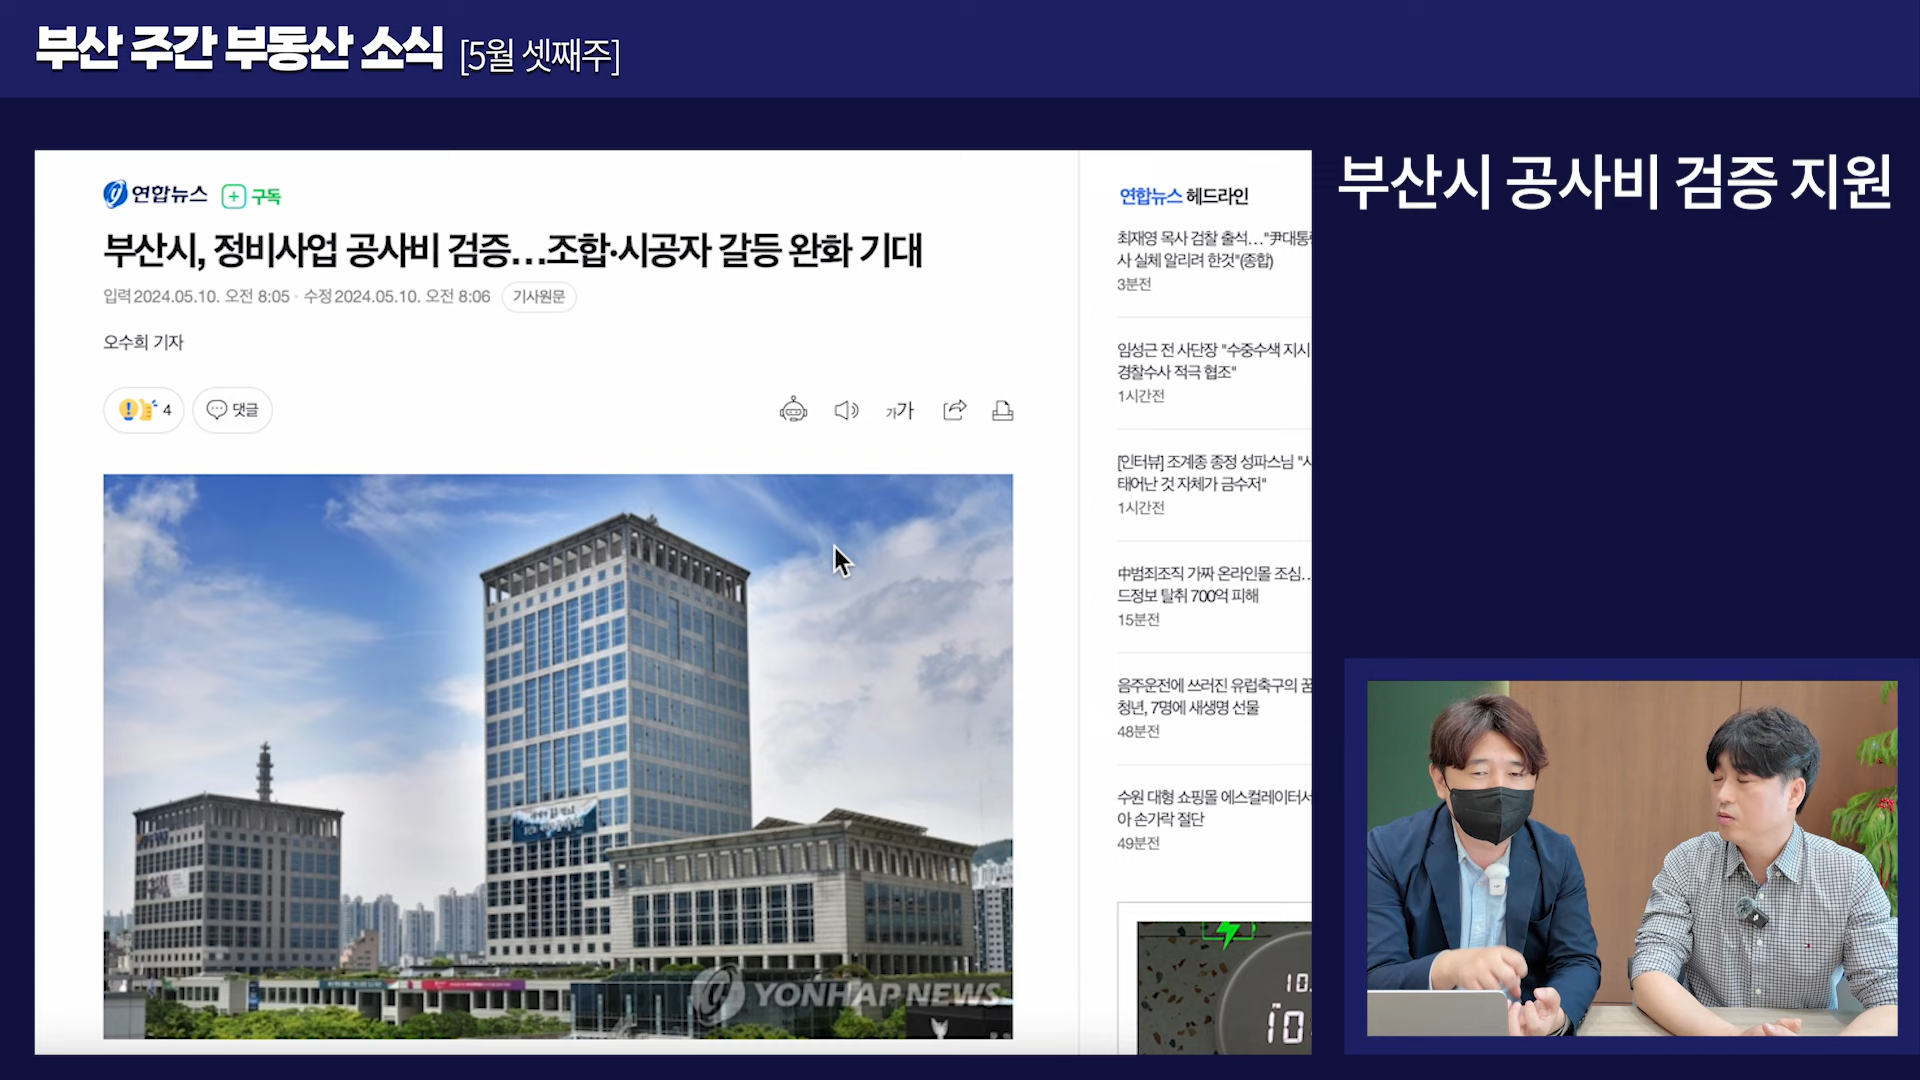 부산 주간 부동산 소식 [5월 셋째주]
부산시 공사비 검증 지원
연합뉴스 구독
부산시, 정비사업 공사비 검증…조합·시공자 갈등 완화 기대
입력 2024.05.10. 오전 8:05 · 수정 2024.05.10. 오전 8:06 기사원문
오수희 기자
4 댓글
가가
YONHAP NEWS
연합뉴스 헤드라인
최재영 목사 검찰 출석…"尹대통
사 실체 알리려 한것"(종합)
3분전
임성근 전 사단장 "수중수색 지시
경찰수사 적극 협조"
1시간전
[인터뷰] 조계종 종정 성파스님 "사
태어난 것 자체가 금수저"
1시간전
中범죄조직 가짜 온라인몰 조심…
드정보 탈취 700억 피해
15분전
음주운전에 쓰러진 유럽축구의 꿈
청년, 7명에 새생명 선물
48분전
수원 대형 쇼핑몰 에스컬레이터서
아 손가락 절단
49분전